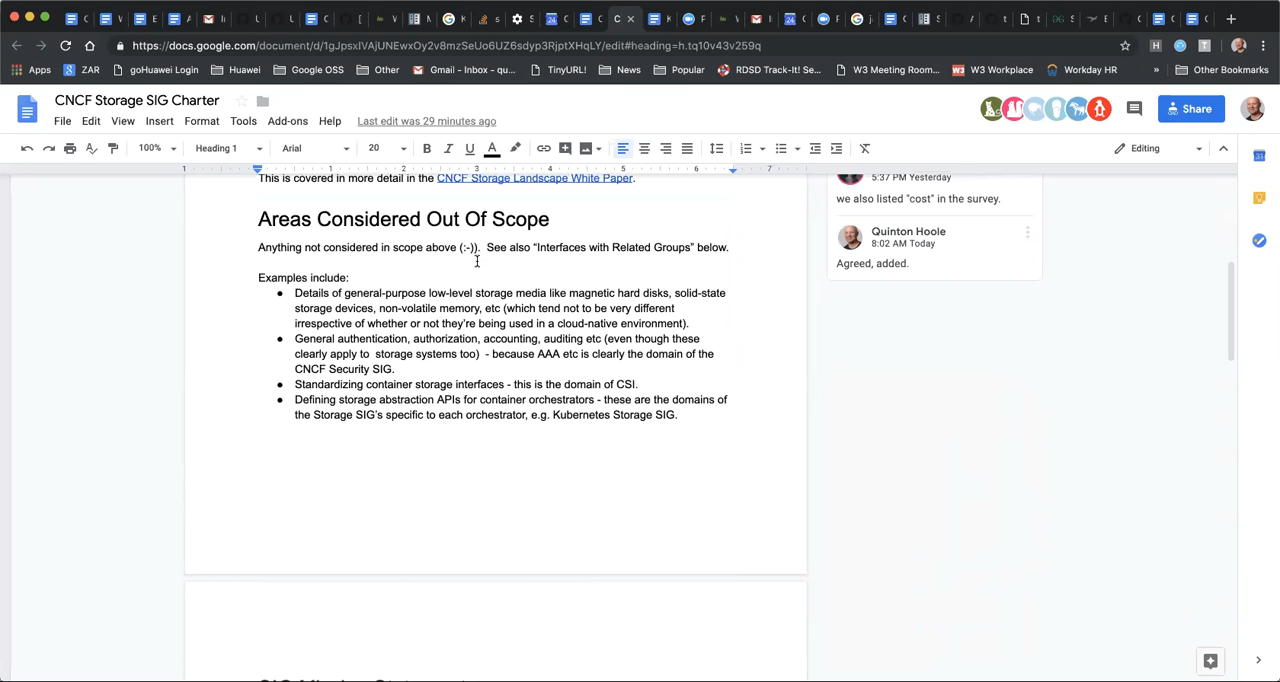 https://docs.google.com/document/d/1gJpsxIVAjUNEwxOy2v8mzSeUo6UZ6sdyp3RjptXHqLY/edit#heading=h.tq10v43v259q
Apps ZAR goHuawei Login Huawei Google OSS Other Gmail - Inbox - qu... TinyURL! News Popular RDSD Track-It! Se... W3 Meeting Room... W3 Workplace Workday HR » Other Bookmarks
CNCF Storage SIG Charter
Share
File Edit View Insert Format Tools Add-ons Help Last edit was 29 minutes ago
100% Heading 1 Arial 20 B I U A Editing
1 1 2 3 4 5 6 7
This is covered in more detail in the CNCF Storage Landscape White Paper.
Areas Considered Out Of Scope
Anything not considered in scope above (:-)). See also “Interfaces with Related Groups” below.
Examples include:
● Details of general-purpose low-level storage media like magnetic hard disks, solid-state
storage devices, non-volatile memory, etc (which tend not to be very different
irrespective of whether or not they’re being used in a cloud-native environment).
● General authentication, authorization, accounting, auditing etc (even though these
clearly apply to storage systems too) - because AAA etc is clearly the domain of the
CNCF Security SIG.
● Standardizing container storage interfaces - this is the domain of CSI.
● Defining storage abstraction APIs for container orchestrators - these are the domains of
the Storage SIG’s specific to each orchestrator, e.g. Kubernetes Storage SIG.
5:37 PM Yesterday
we also listed "cost" in the survey.
Quinton Hoole
8:02 AM Today
Agreed, added.